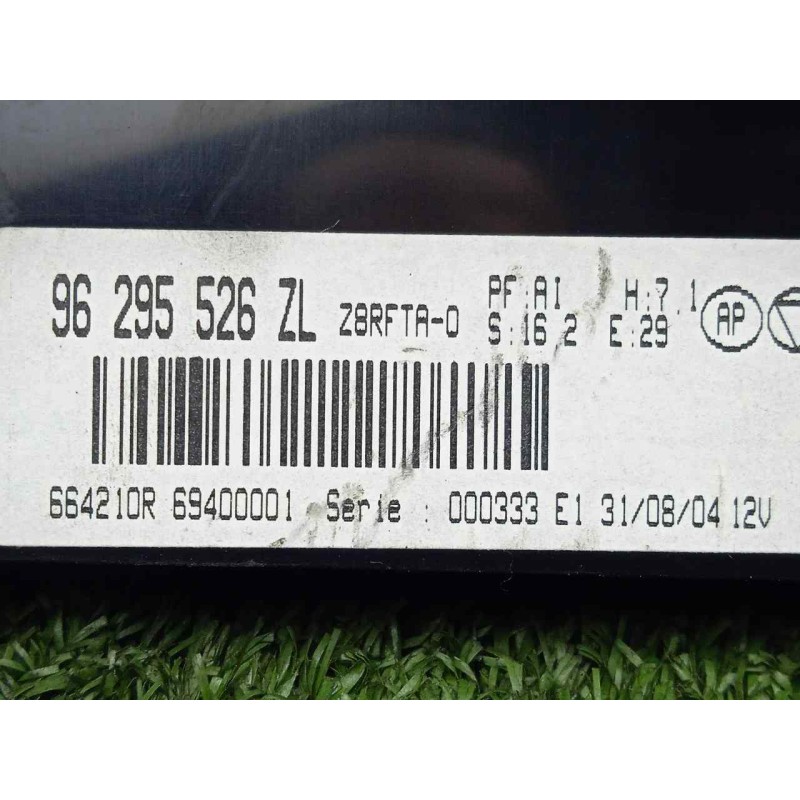 96 295 526 ZL Z8RFTA-0 PF:AI H:7.1
S:16.2 E:29 AP
664210R 69400001 Serie : 000333 E1 31/08/04 12V